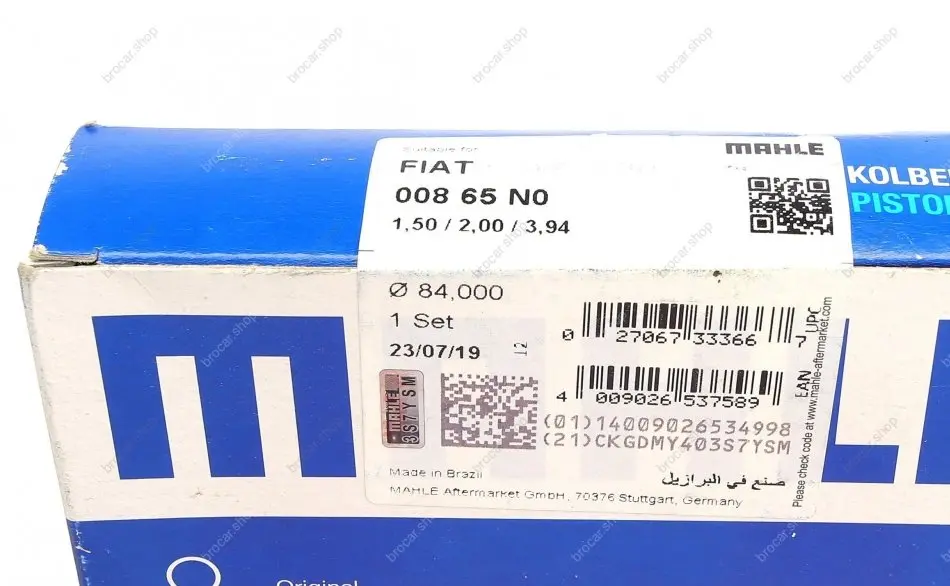 Suitable for
MAHLE
FIAT
008 65 N0
1,50 / 2,00 / 3,94
KOLBE
PISTO
Ø 84,000
1 Set
23/07/19
12
0 27067 33366 7
UPC
4 009026 537589
EAN
MAHLE
3S7YSM
(01)14009026534998
(21)CKGDMY403S7YSM
Please check code at www.mahle-aftermarket.com
Made in Brazil
صنع في البرازيل
MAHLE Aftermarket GmbH, 70376 Stuttgart, Germany
Original
brocar.shop